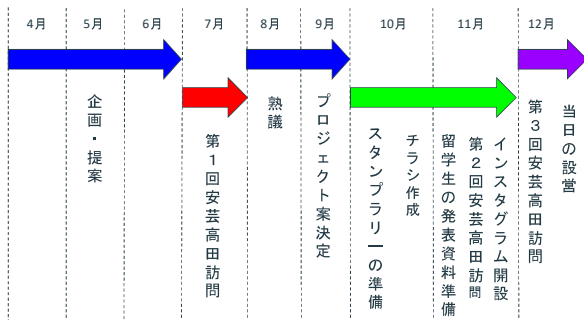 4月
5月
6月
7月
8月
9月
10月
11月
12月
企画・提案
第1回安芸高田訪問
熟議
プロジェクト案決定
スタンプラリーの準備
チラシ作成
留学生の発表資料準備
第2回安芸高田訪問
インスタグラム開設
第3回安芸高田訪問
当日の設営